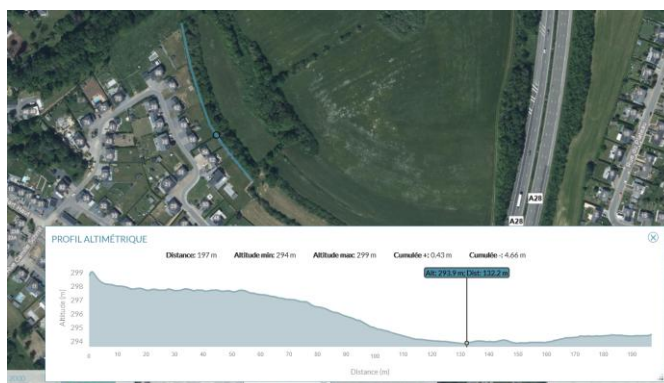 A28
A28
PROFIL ALTIMÉTRIQUE
Distance: 197 m Altitude min: 294 m Altitude max: 299 m Cumulée +: 0.43 m Cumulée -: 4.66 m
Alt: 293.9 m; Dist: 132.2 m
Altitude (m)
299
298
297
296
295
294
0 10 20 30 40 50 60 70 80 90 100 110 120 130 140 150 160 170 180 190
Distance (m)